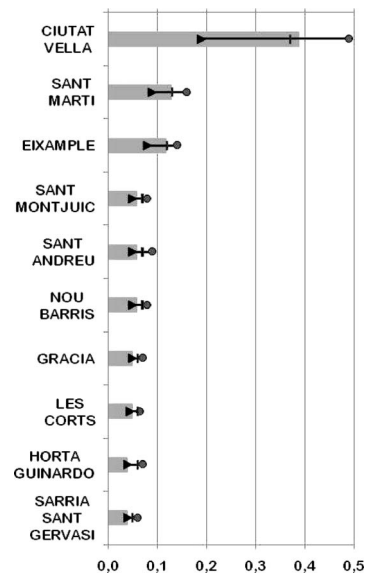 CIUTAT
VELLA
SANT
MARTI
EIXAMPLE
SANT
MONTJUIC
SANT
ANDREU
NOU
BARRIS
GRACIA
LES
CORTS
HORTA
GUINARDO
SARRIA
SANT
GERVASI
0,0 0,1 0,2 0,3 0,4 0,5